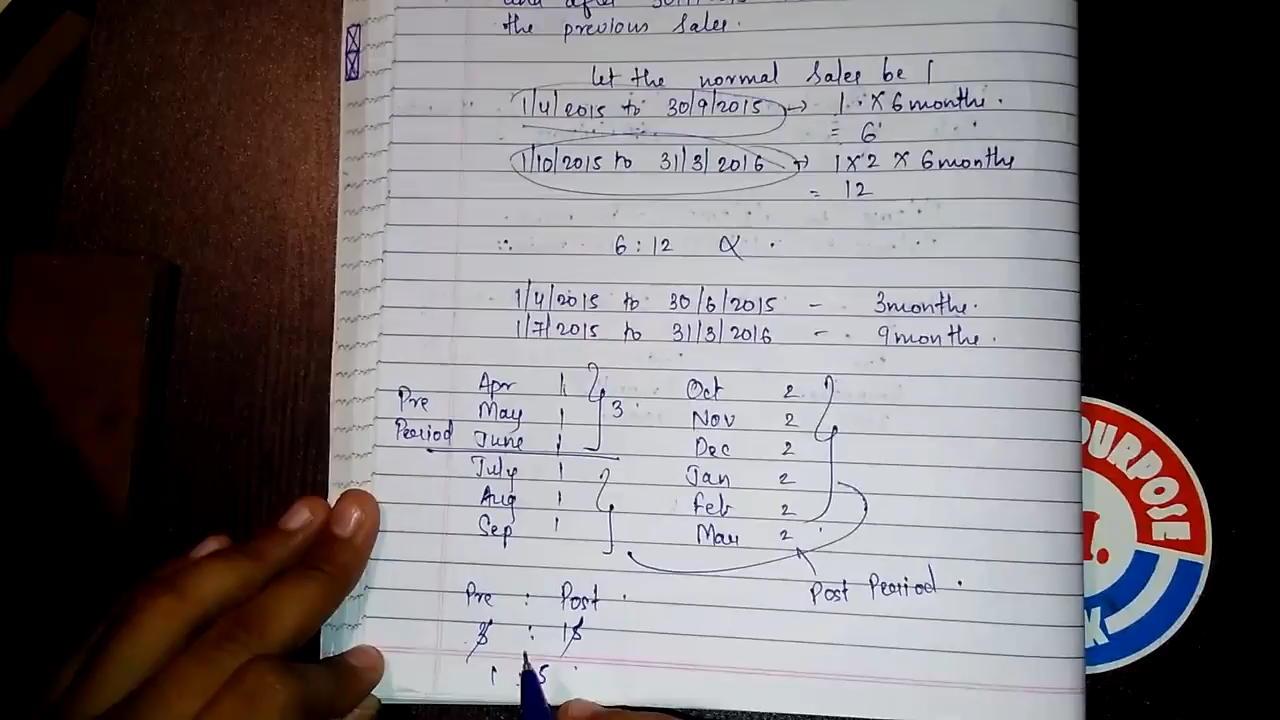 the previous Sales.
let the normal Sales be 1
1/4/2015 to 30/9/2015 → 1 × 6 months.
= 6
1/10/2015 to 31/3/2016 → 1×2 × 6 months
= 12
∴ 6 : 12
1/4/2015 to 30/6/2015 - 3 months.
1/7/2015 to 31/3/2016 - 9 months.
Pre Period
Apr 1
May 1
June 1
3
July 1
Aug 1
Sep 1
Oct 2
Nov 2
Dec 2
Jan 2
Feb 2
Mar 2
Post Period.
Pre : Post
3 : 15
1 : 5
PURPOSE